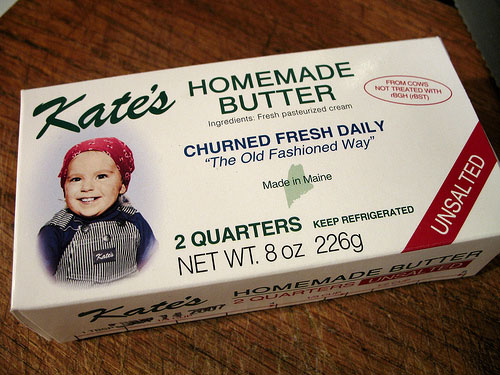 Kate's
HOMEMADE
BUTTER
Ingredients: Fresh pasteurized cream
FROM COWS
NOT TREATED WITH
rBGH (rBST)
CHURNED FRESH DAILY
"The Old Fashioned Way"
Made in Maine
2 QUARTERS KEEP REFRIGERATED
NET WT. 8 oz 226g
UNSALTED
Kate's
Kate's HOMEMADE BUTTER
2 QUARTERS UNSALTED